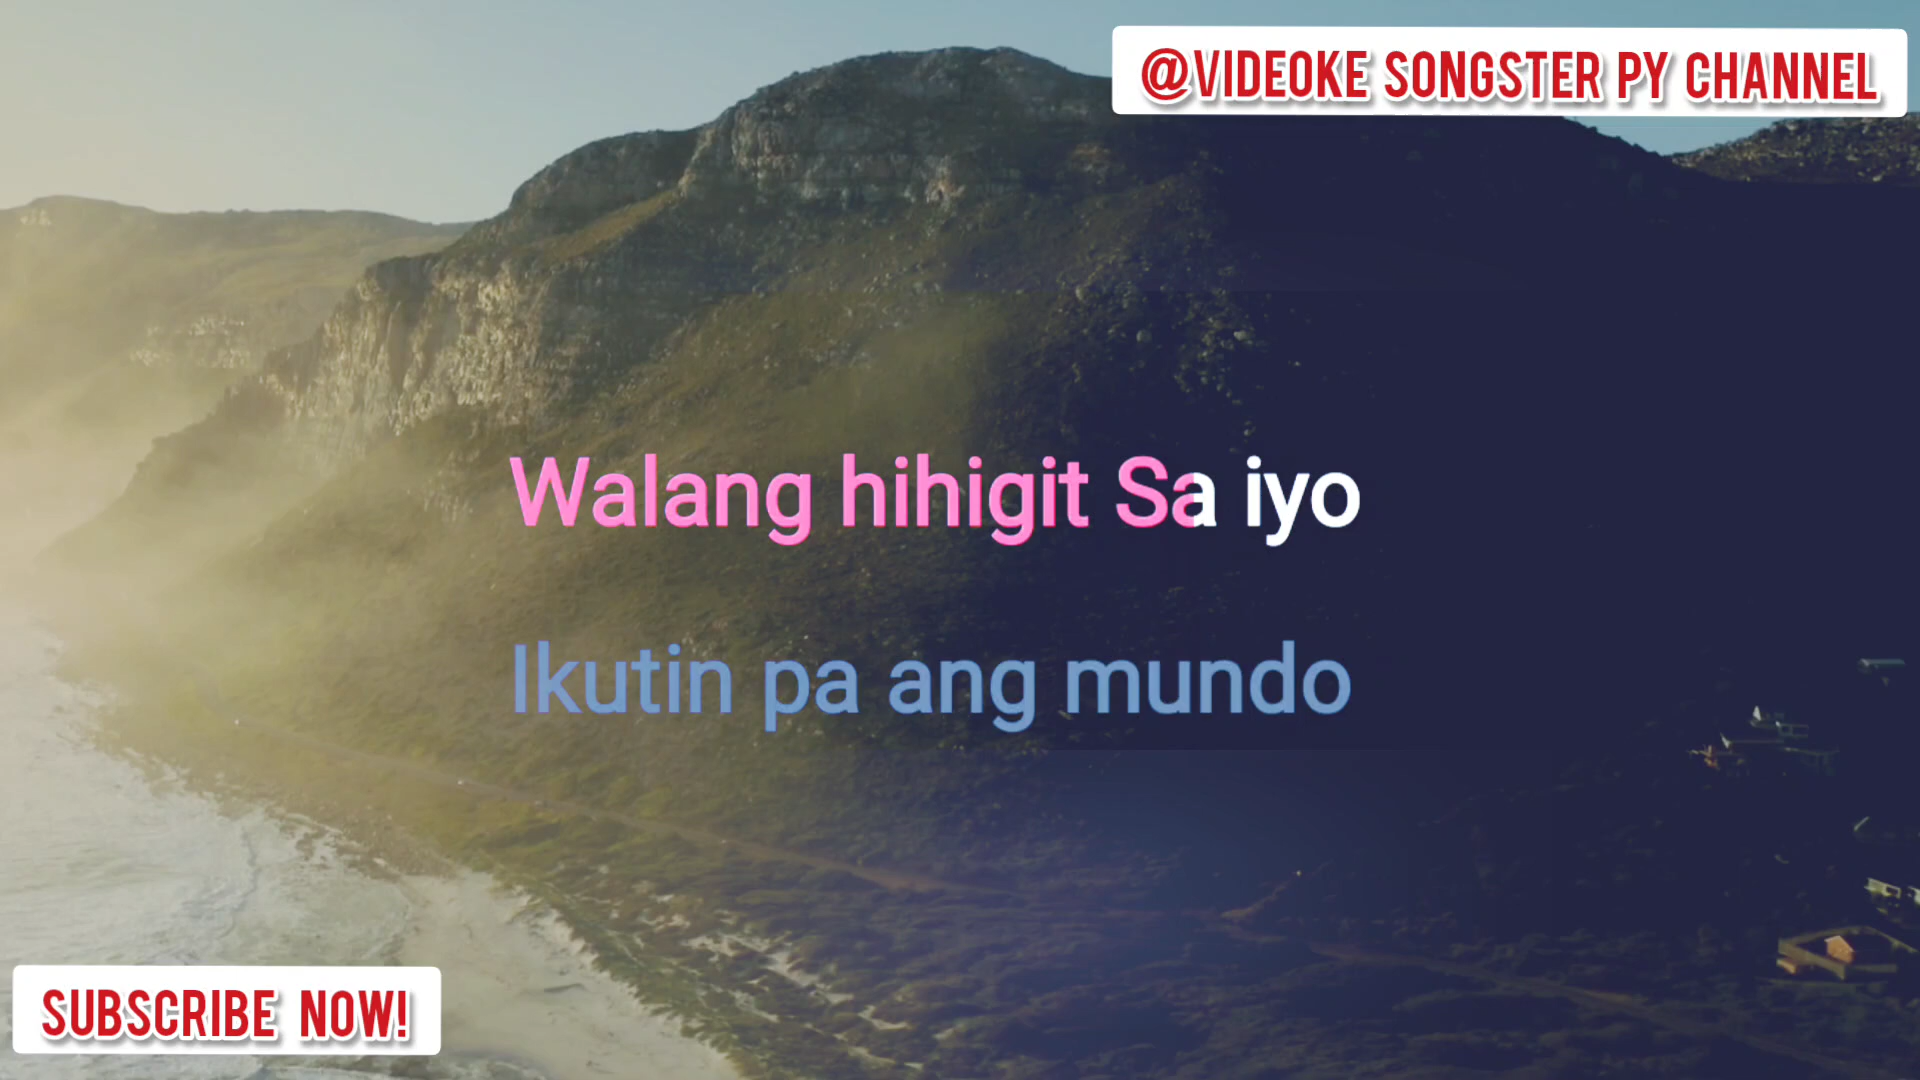 @VIDEOKE SONGSTER PY CHANNEL
Walang hihigit Sa iyo
Ikutin pa ang mundo
SUBSCRIBE NOW!